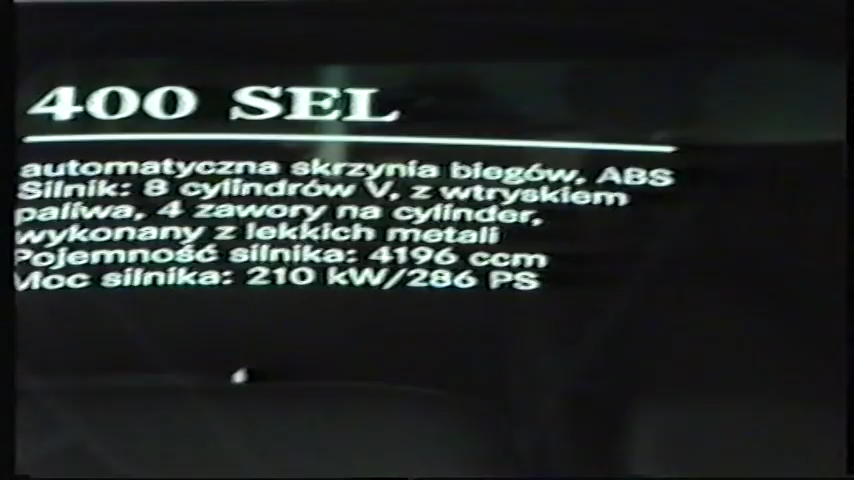 400 SEL
automatyczna skrzynia biegów, ABS
Silnik: 8 cylindrów V, z wtryskiem
paliwa, 4 zawory na cylinder,
wykonany z lekkich metali
Pojemność silnika: 4196 ccm
Moc silnika: 210 kW/286 PS